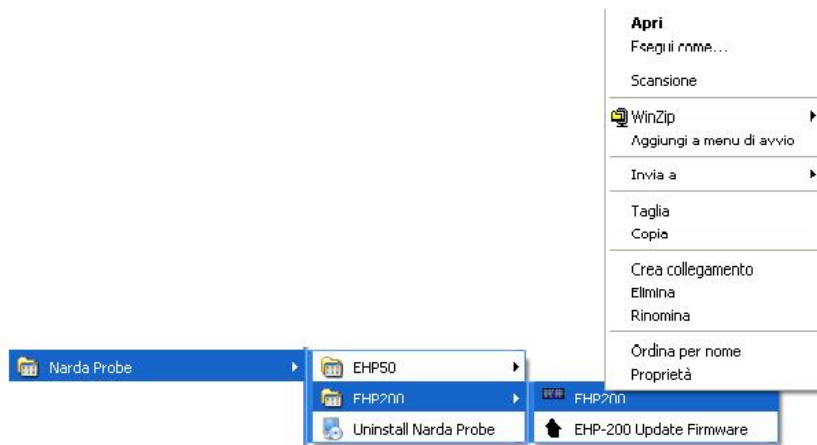 Apri
Esegui come...
Scansione
WinZip
Aggiungi a menu di avvio
Invia a
Taglia
Copia
Crea collegamento
Elimina
Rinomina
Ordina per nome
Proprietà
Narda Probe
EHP50
EHP200
EHP200
Uninstall Narda Probe
EHP-200 Update Firmware